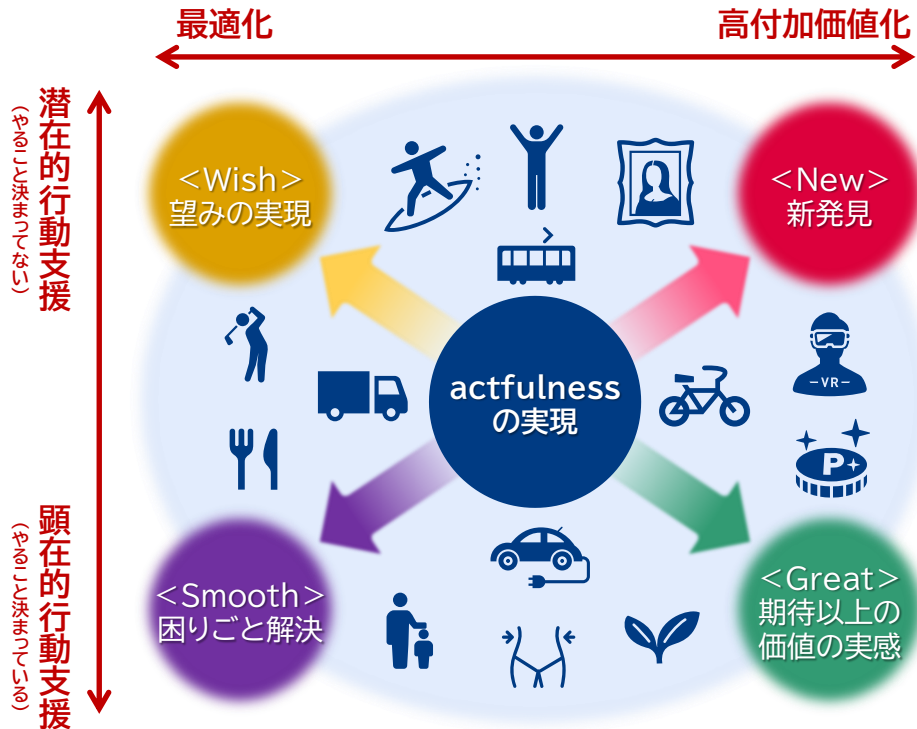 最適化
高付加価値化
潜在的行動支援
（やること決まってない）
＜Wish＞
望みの実現
＜New＞
新発見
actfulness
の実現
－VR－
P
顕在的行動支援
（やること決まっている）
＜Smooth＞
困りごと解決
＜Great＞
期待以上の
価値の実感